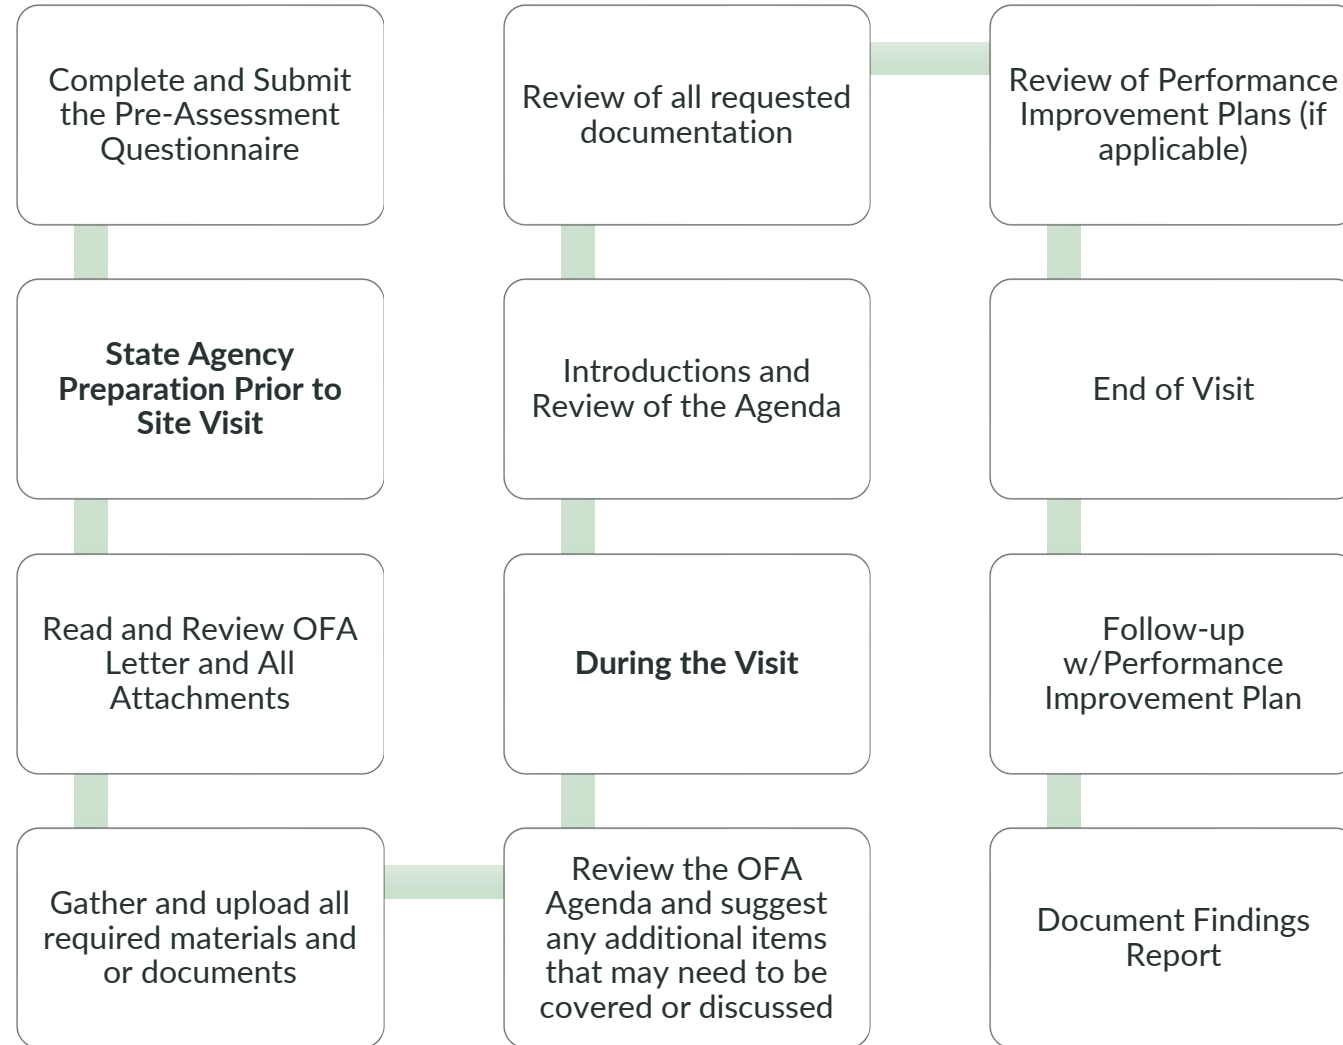 Complete and Submit
the Pre-Assessment
Questionnaire
State Agency
Preparation Prior to
Site Visit
Read and Review OFA
Letter and All
Attachments
Gather and upload all
required materials and
or documents
Review the OFA
Agenda and suggest
any additional items
that may need to be
covered or discussed
During the Visit
Introductions and
Review of the Agenda
Review of all requested
documentation
Review of Performance
Improvement Plans (if
applicable)
End of Visit
Follow-up
w/Performance
Improvement Plan
Document Findings
Report